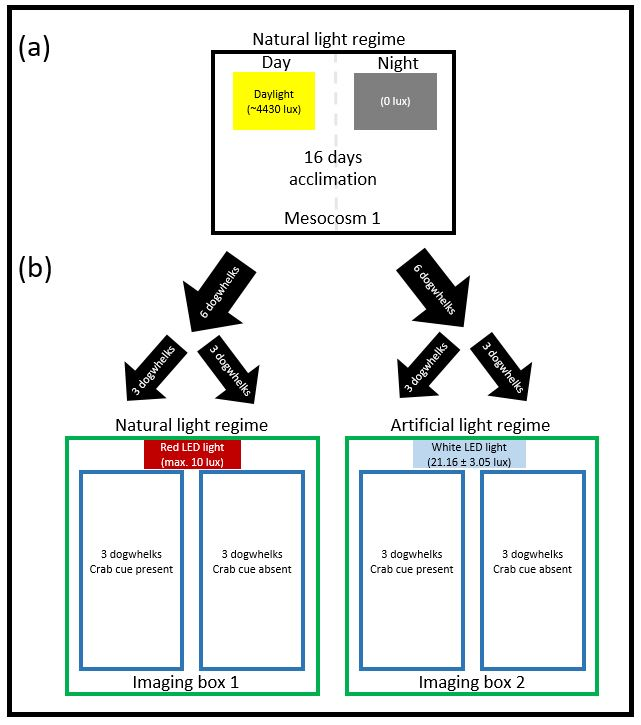 (a)
Natural light regime
Day
Night
Daylight
(~4430 lux)
(0 lux)
16 days
acclimation
Mesocosm 1
(b)
6 dogwhelks
6 dogwhelks
3 dogwhelks
3 dogwhelks
3 dogwhelks
3 dogwhelks
Natural light regime
Artificial light regime
Red LED light
(max. 10 lux)
White LED light
(21.16 ± 3.05 lux)
3 dogwhelks
Crab cue present
3 dogwhelks
Crab cue absent
3 dogwhelks
Crab cue present
3 dogwhelks
Crab cue absent
Imaging box 1
Imaging box 2